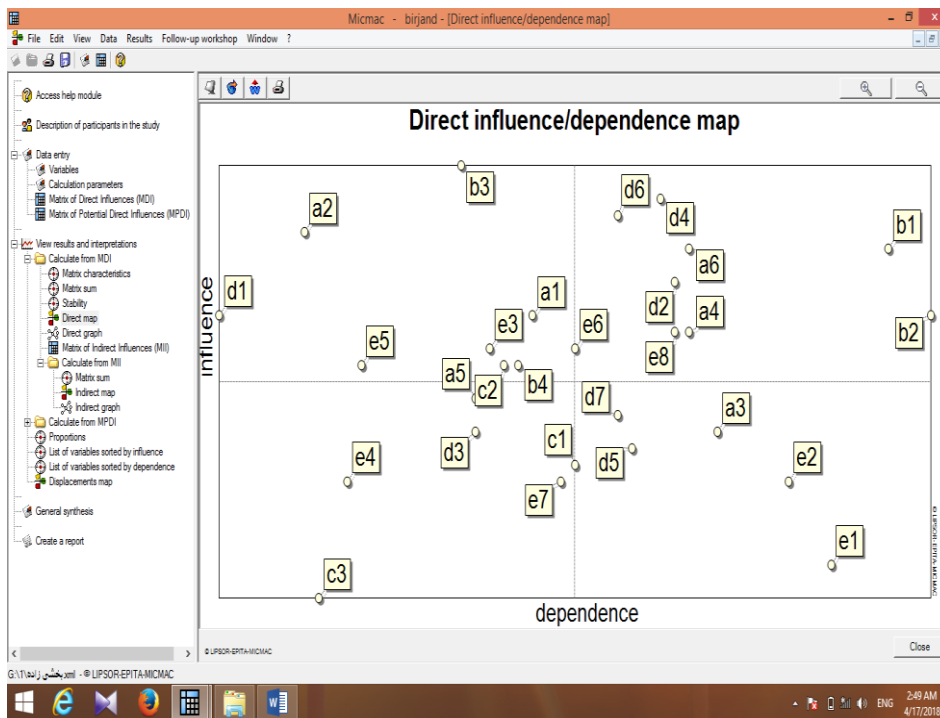 Micmac - birjand - [Direct influence/dependence map]
File Edit View Data Results Follow-up workshop Window ?
Access help module
Description of participants in the study
Data entry
Variables
Calculation parameters
Matrix of Direct Influences (MDI)
Matrix of Potential Direct Influences (MPDI)
View results and interpretations
Calculate from MDI
Matrix characteristics
Matrix sum
Stability
Direct map
Direct graph
Matrix of Indirect Influences (MII)
Calculate from MII
Matrix sum
Indirect map
Indirect graph
Calculate from MPDI
Proportions
List of variables sorted by influence
List of variables sorted by dependence
Displacements map
General synthesis
Create a report
Direct influence/dependence map
influence
b3
d6
d4
a2
b1
a6
d1
a1
d2
a4
b2
e3
e6
e5
e8
a5
c2
b4
d7
a3
d3
c1
d5
e4
e2
e7
e1
c3
dependence
© LIPSOR-EPITA-MICMAC
© LIPSOR-EPITA-MICMAC
Close
G:\1\بخشی زاده.xml - © LIPSOR-EPITA-MICMAC
ENG
2:49 AM
4/17/2018